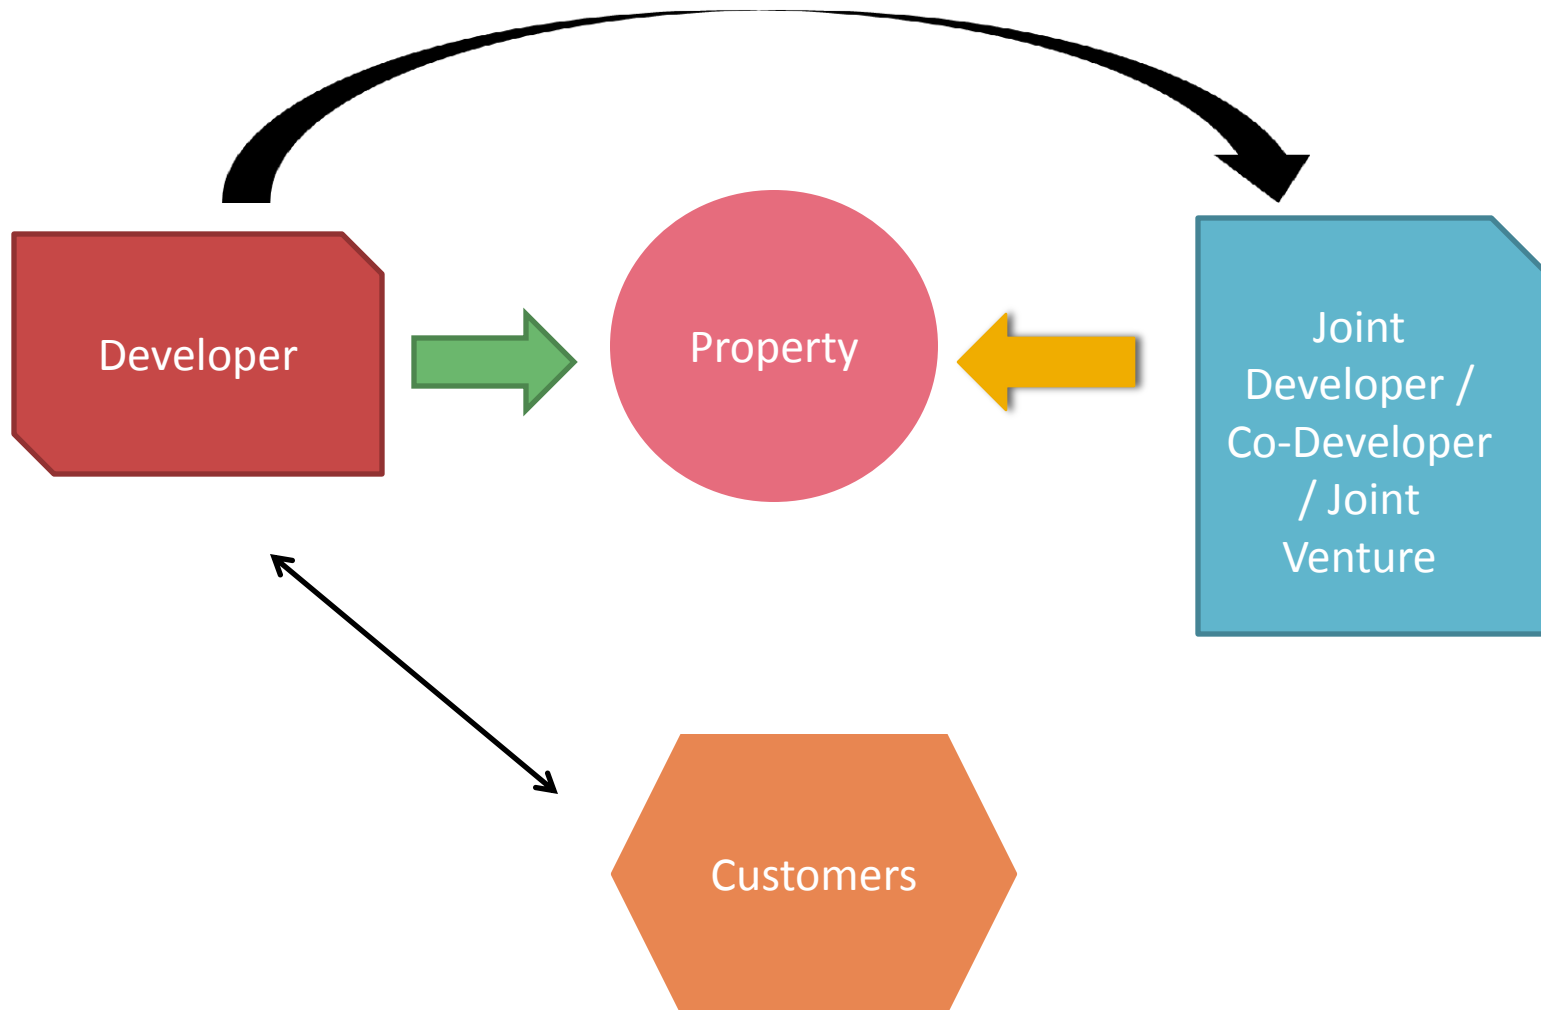 Developer
Property
Joint
Developer /
Co-Developer
/ Joint
Venture
Customers